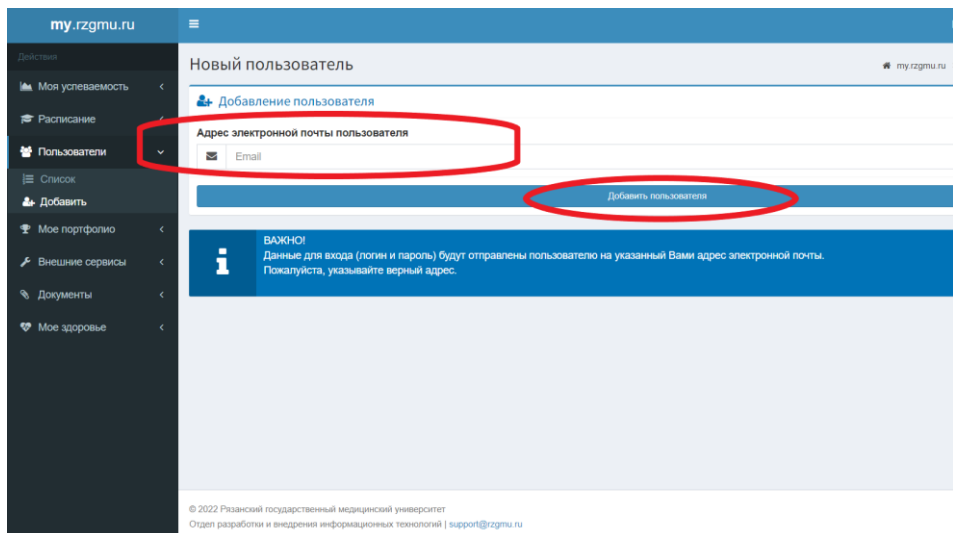 my.rzgmu.ru
Действия
Моя успеваемость
Расписание
Пользователи
Список
Добавить
Мое портфолио
Внешние сервисы
Документы
Мое здоровье
Новый пользователь
my.rzgmu.ru
Добавление пользователя
Адрес электронной почты пользователя
Email
Добавить пользователя
ВАЖНО!
Данные для входа (логин и пароль) будут отправлены пользователю на указанный Вами адрес электронной почты.
Пожалуйста, указывайте верный адрес.
© 2022 Рязанский государственный медицинский университет
Отдел разработки и внедрения информационных технологий | support@rzgmu.ru